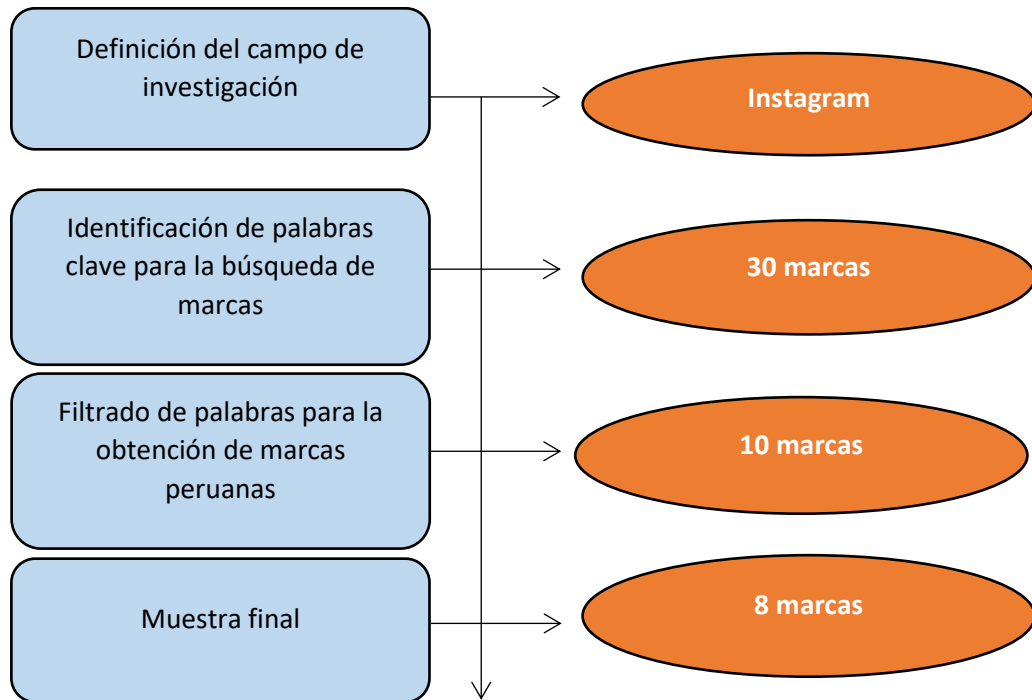 Definición del campo de
investigación
Instagram
Identificación de palabras
clave para la búsqueda de
marcas
30 marcas
Filtrado de palabras para la
obtención de marcas
peruanas
10 marcas
Muestra final
8 marcas